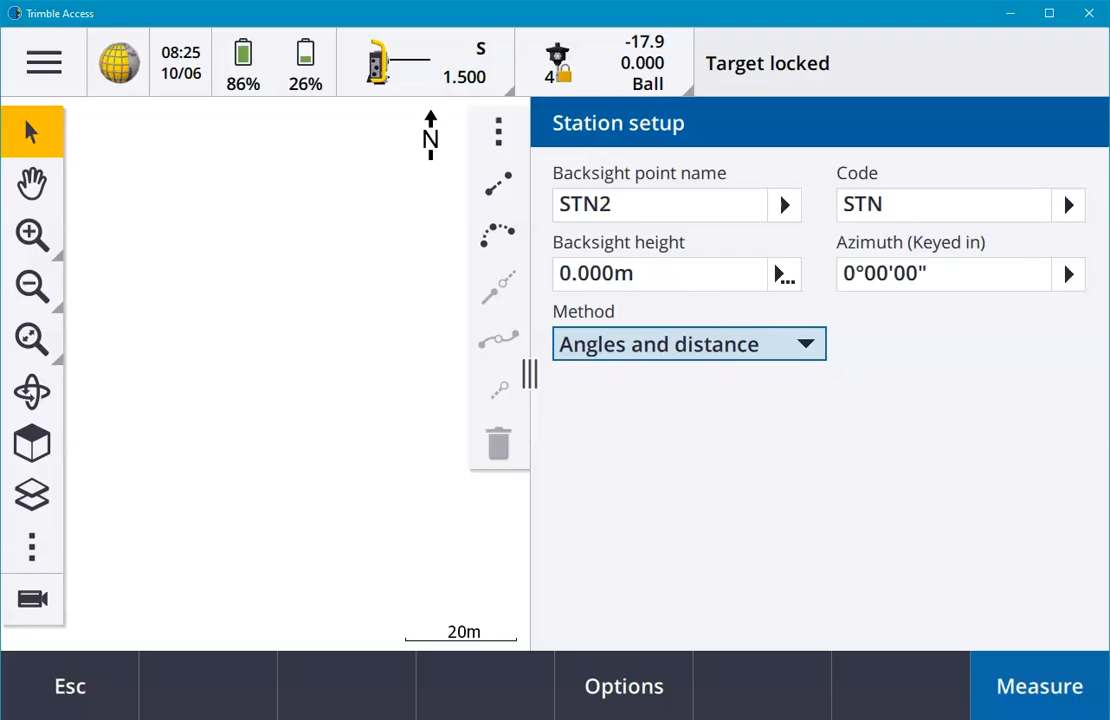 Trimble Access
08:25
10/06
86%
26%
S
1.500
4
-17.9
0.000
Ball
Target locked
N
Station setup
Backsight point name
Code
STN2
STN
Backsight height
Azimuth (Keyed in)
0.000m
0°00'00"
Method
Angles and distance
20m
Esc
Options
Measure